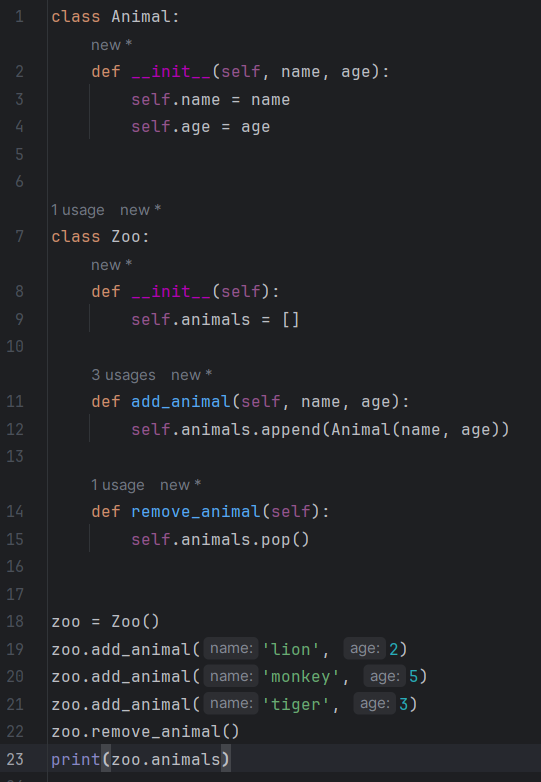 1 class Animal:
new *
2 def __init__(self, name, age):
3 self.name = name
4 self.age = age
5
6
1 usage new *
7 class Zoo:
new *
8 def __init__(self):
9 self.animals = []
10
3 usages new *
11 def add_animal(self, name, age):
12 self.animals.append(Animal(name, age))
13
1 usage new *
14 def remove_animal(self):
15 self.animals.pop()
16
17
18 zoo = Zoo()
19 zoo.add_animal( name: 'lion', age: 2)
20 zoo.add_animal( name: 'monkey', age: 5)
21 zoo.add_animal( name: 'tiger', age: 3)
22 zoo.remove_animal()
23 print(zoo.animals)